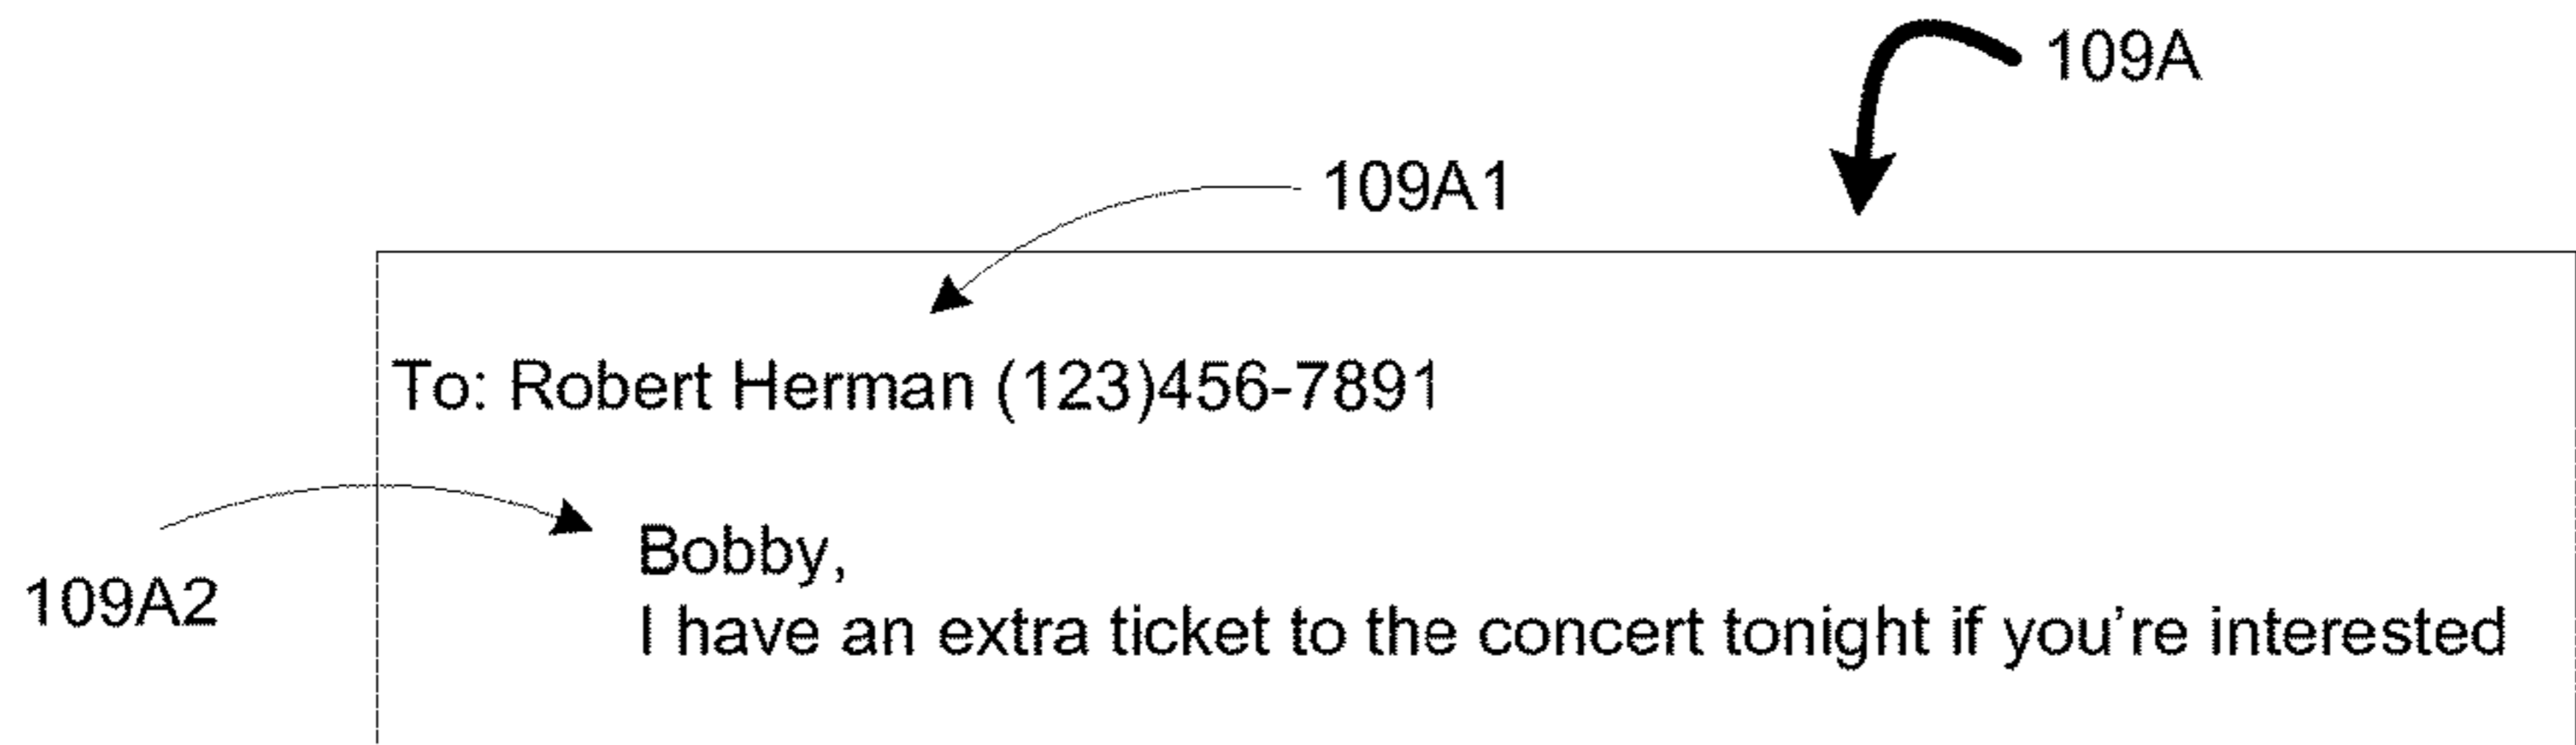 109A
109A1
To: Robert Herman (123)456-7891
109A2
Bobby,
I have an extra ticket to the concert tonight if you're interested